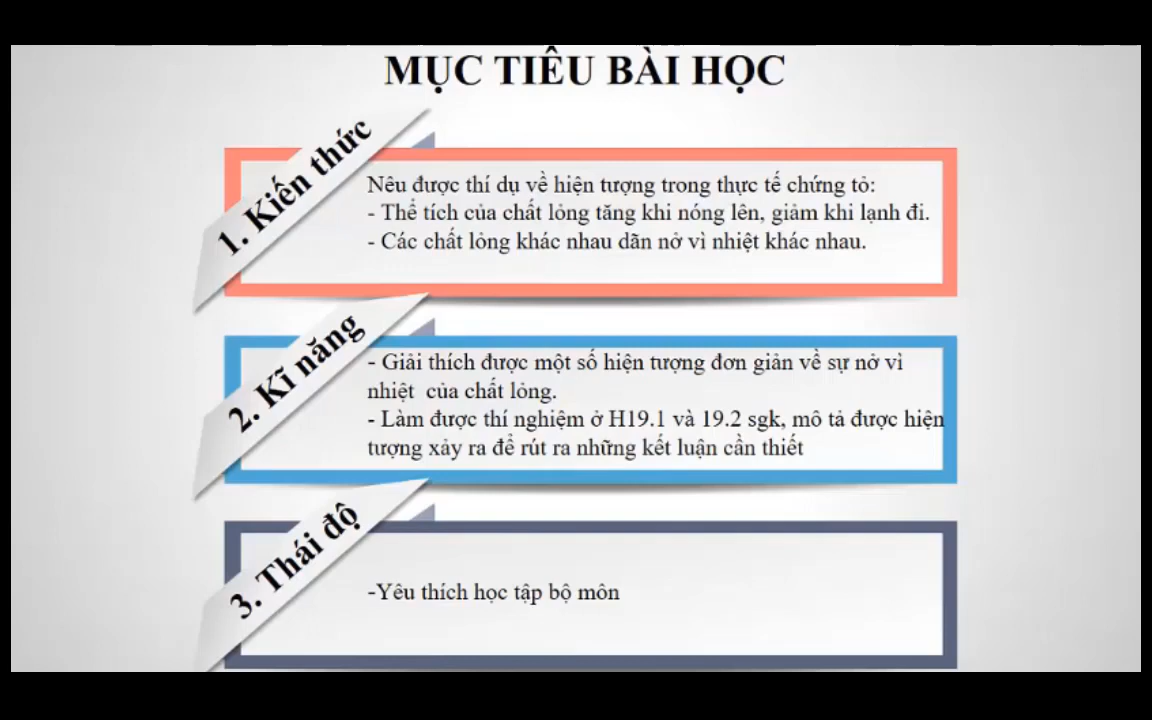 MỤC TIÊU BÀI HỌC
1. Kiến thức
Nêu được thí dụ về hiện tượng trong thực tế chứng tỏ:
- Thể tích của chất lỏng tăng khi nóng lên, giảm khi lạnh đi.
- Các chất lỏng khác nhau dãn nở vì nhiệt khác nhau.
2. Kĩ năng
- Giải thích được một số hiện tượng đơn giản về sự nở vì
nhiệt của chất lỏng.
- Làm được thí nghiệm ở H19.1 và 19.2 sgk, mô tả được hiện
tượng xảy ra để rút ra những kết luận cần thiết
3. Thái độ
-Yêu thích học tập bộ môn